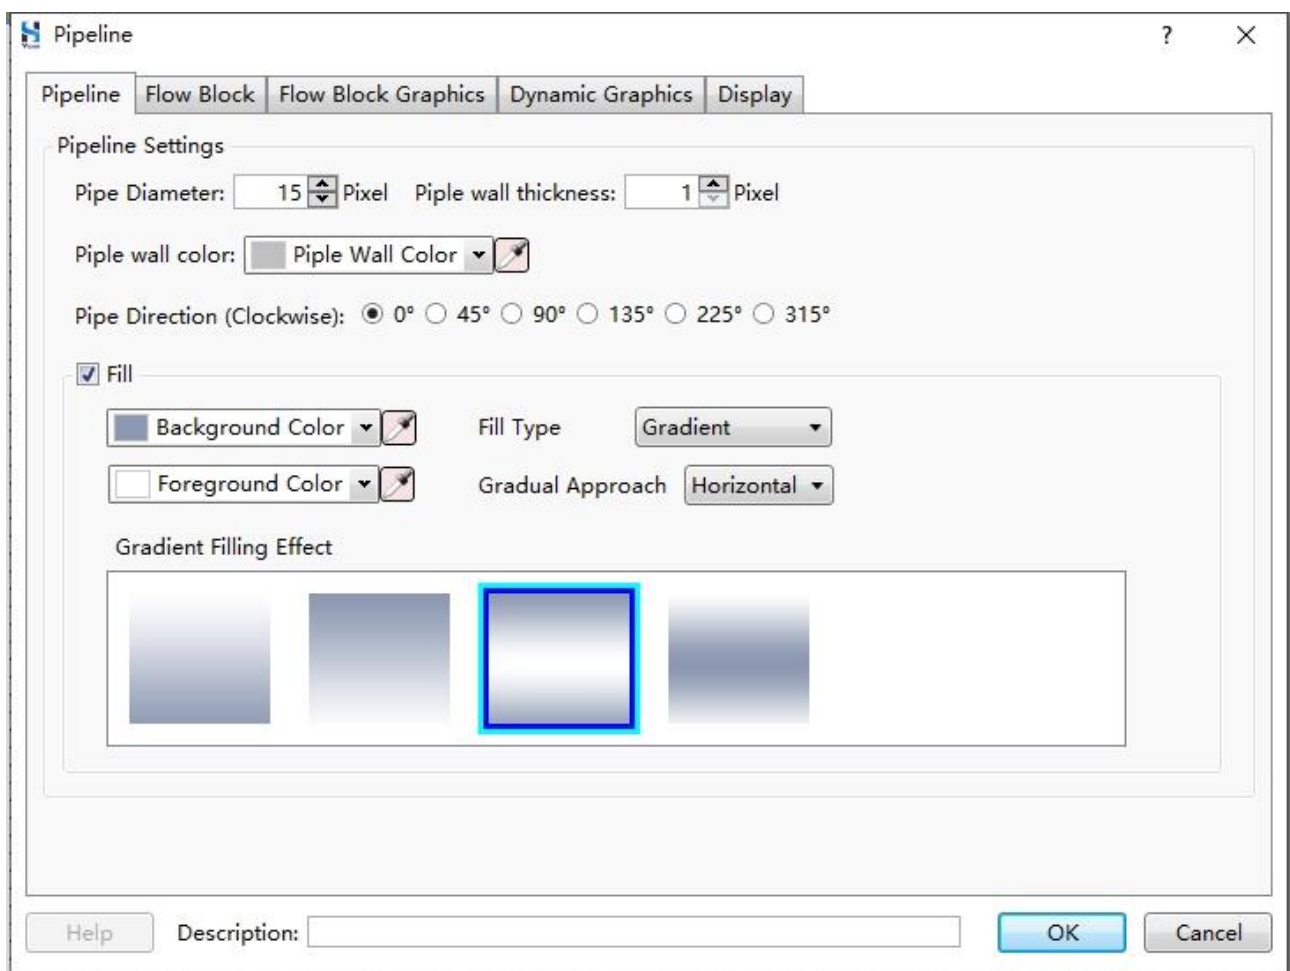 Pipeline
?
Pipeline Flow Block Flow Block Graphics Dynamic Graphics Display
Pipeline Settings
Pipe Diameter: 15 Pixel Piple wall thickness: 1 Pixel
Piple wall color: Piple Wall Color
Pipe Direction (Clockwise): 0° 45° 90° 135° 225° 315°
Fill
Background Color Fill Type Gradient
Foreground Color Gradual Approach Horizontal
Gradient Filling Effect
Help Description: OK Cancel